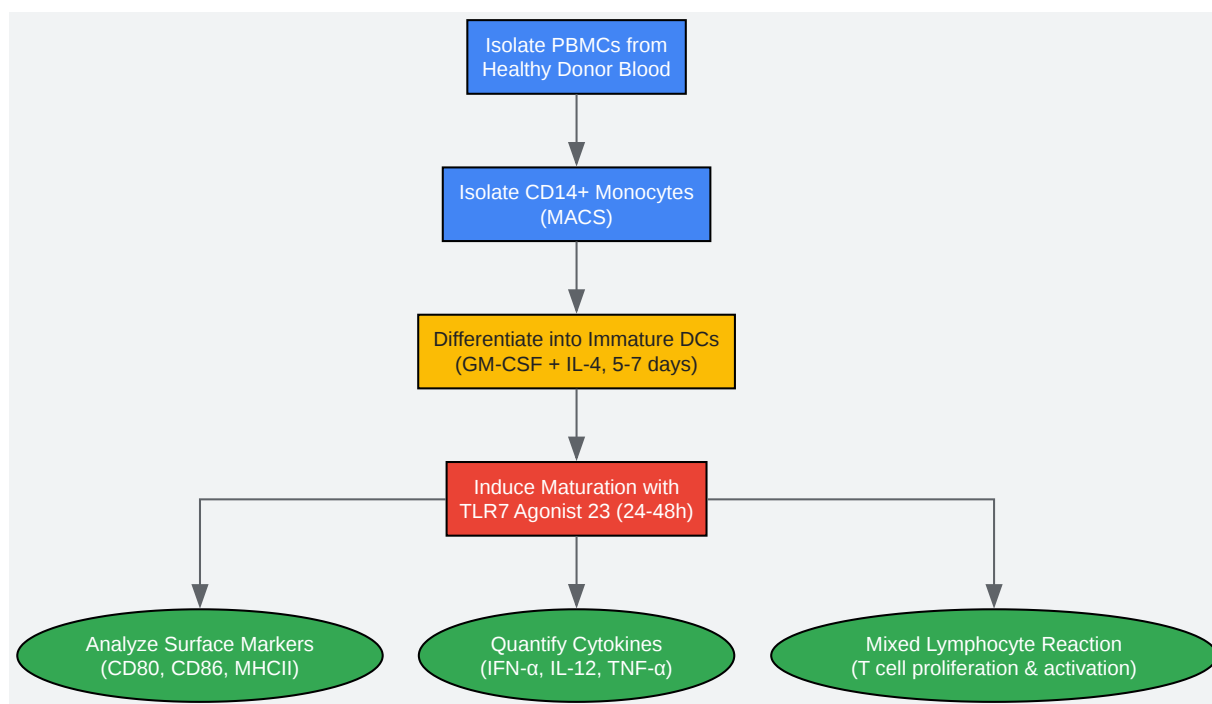 Isolate PBMCs from
Healthy Donor Blood
Isolate CD14+ Monocytes
(MACS)
Differentiate into Immature DCs
(GM-CSF + IL-4, 5-7 days)
Induce Maturation with
TLR7 Agonist 23 (24-48h)
Analyze Surface Markers
(CD80, CD86, MHCII)
Quantify Cytokines
(IFN-α, IL-12, TNF-α)
Mixed Lymphocyte Reaction
(T cell proliferation & activation)